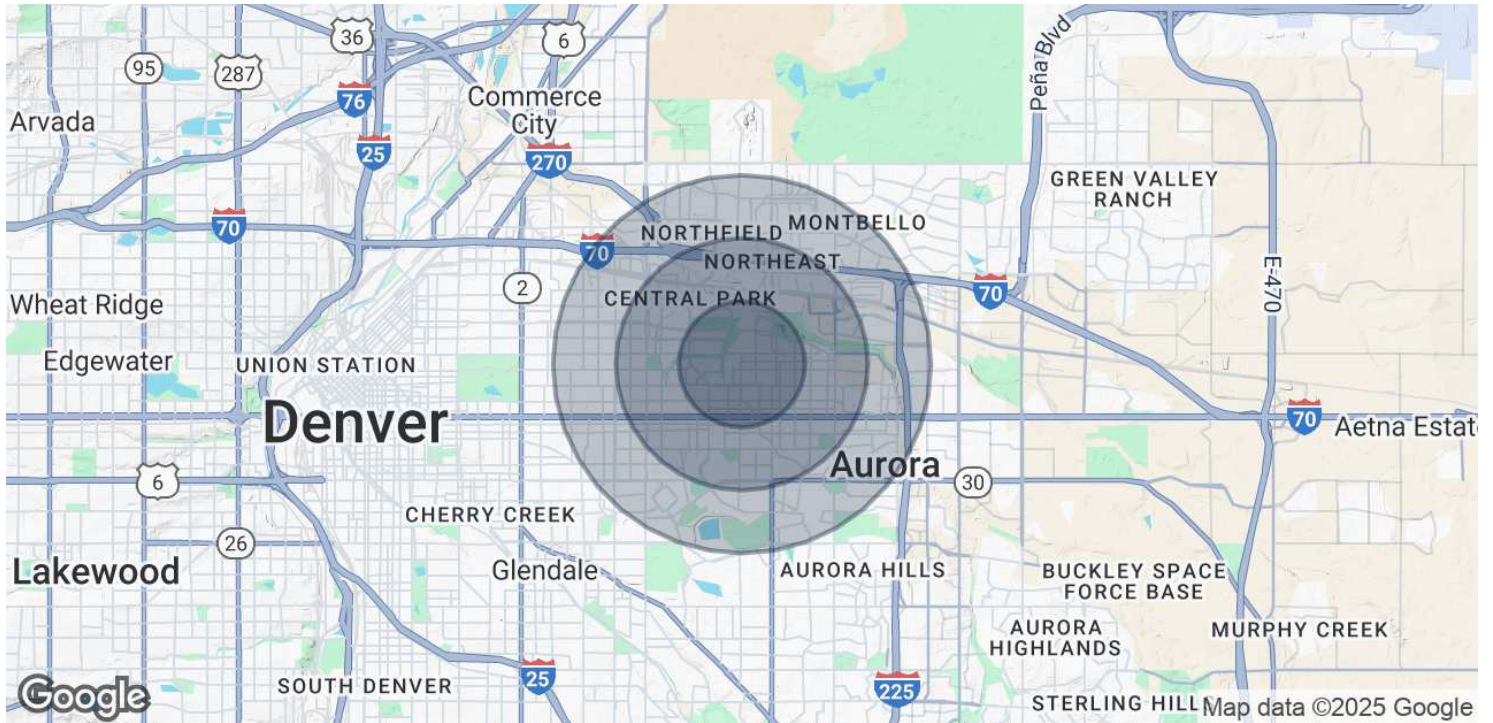 36
6
95
287
76
Peña Blvd
Commerce
City
Arvada
25
270
GREEN VALLEY
RANCH
70
NORTHFIELD
MONTBELLO
70
NORTHEAST
E-470
2
CENTRAL PARK
70
Wheat Ridge
Edgewater
UNION STATION
Denver
70
Aetna Estat
Aurora
6
30
CHERRY CREEK
26
Lakewood
Glendale
AURORA HILLS
BUCKLEY SPACE
FORCE BASE
AURORA
HIGHLANDS
MURPHY CREEK
25
SOUTH DENVER
225
Google
STERLING HILL
Map data ©2025 Google